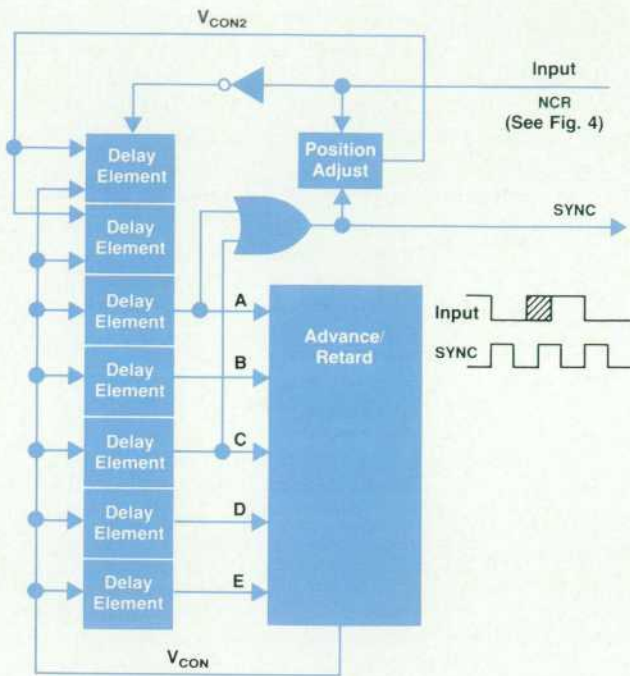 VCON2
Input
NCR
(See Fig. 4)
Delay
Element
Position
Adjust
SYNC
Delay
Element
Delay
Element
A
Advance/
Retard
Input
SYNC
Delay
Element
B
Delay
Element
C
Delay
Element
D
Delay
Element
E
VCON